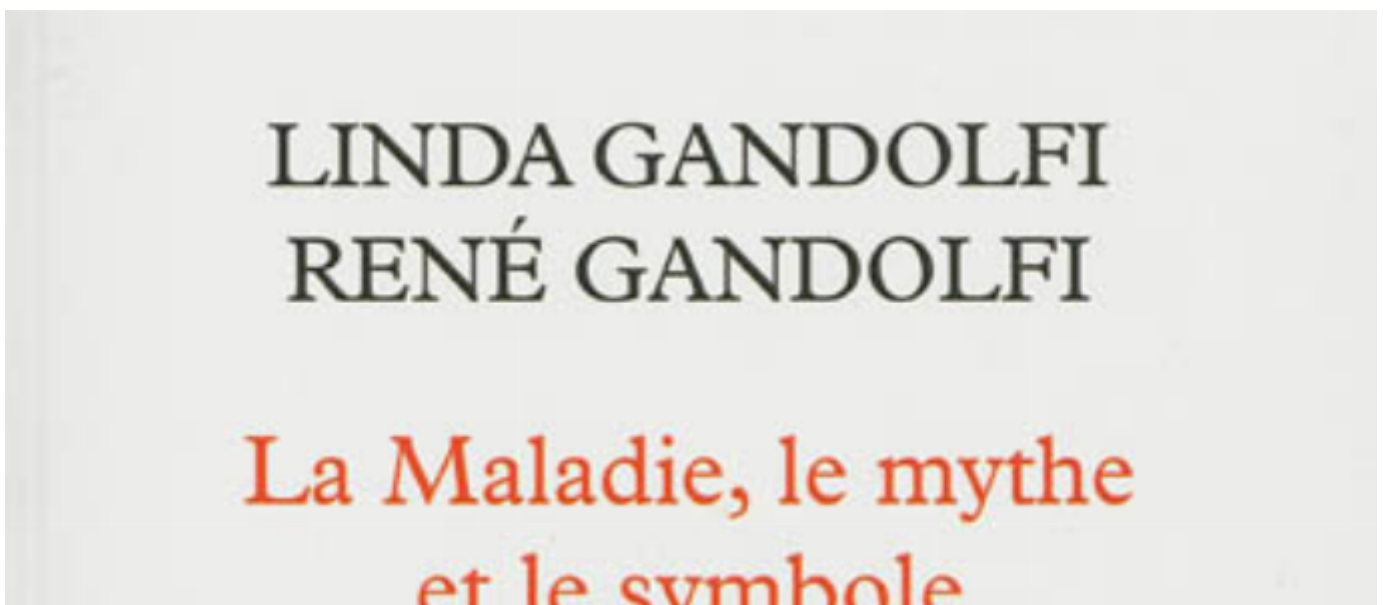 LINDA GANDOLFI
RENÉ GANDOLFI
La Maladie, le mythe
et le symbole